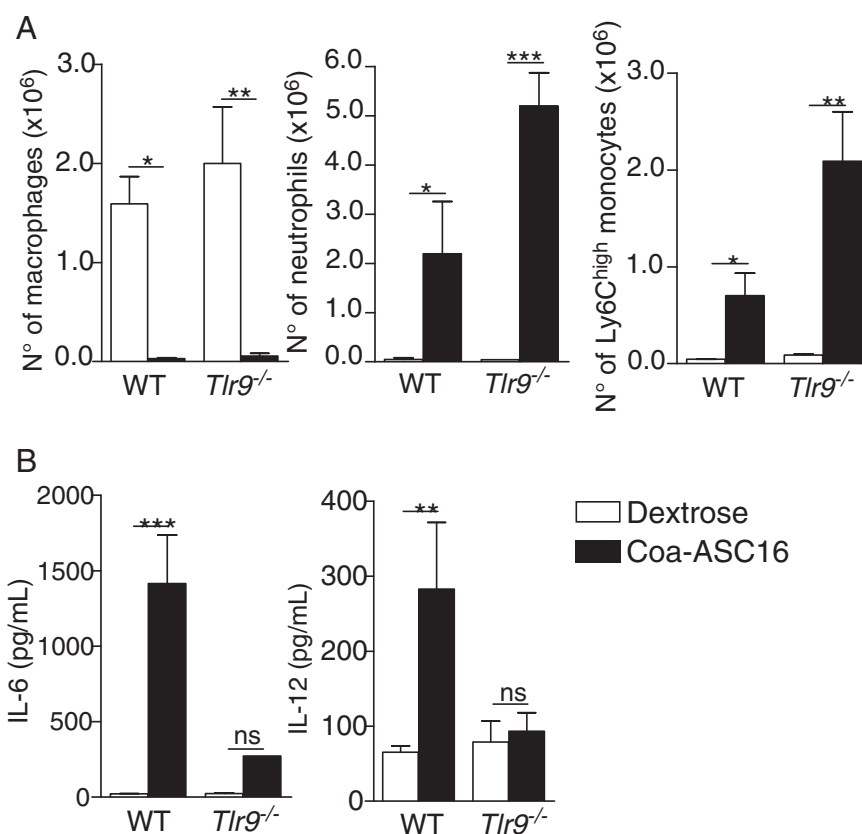 A
N° of macrophages (x10⁶)
3.0
2.0
1.0
0.0
*
**
WT
Tlr9⁻/⁻
N° of neutrophils (x10⁶)
6.0
5.0
4.0
3.0
2.0
1.0
0.0
*
***
WT
Tlr9⁻/⁻
N° of Ly6Cʰⁱᵍʰ monocytes (x10⁶)
3.0
2.0
1.0
0.0
*
**
WT
Tlr9⁻/⁻
B
IL-6 (pg/mL)
2000
1500
1000
500
0
***
ns
WT
Tlr9⁻/⁻
IL-12 (pg/mL)
400
300
200
100
0
**
ns
WT
Tlr9⁻/⁻
Dextrose
Coa-ASC16